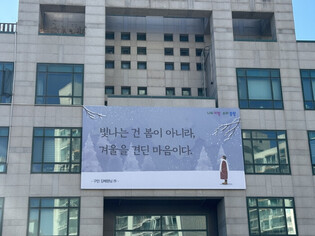 빛나는 건 봄이 아니라,
겨울을 견딘 마음이다.